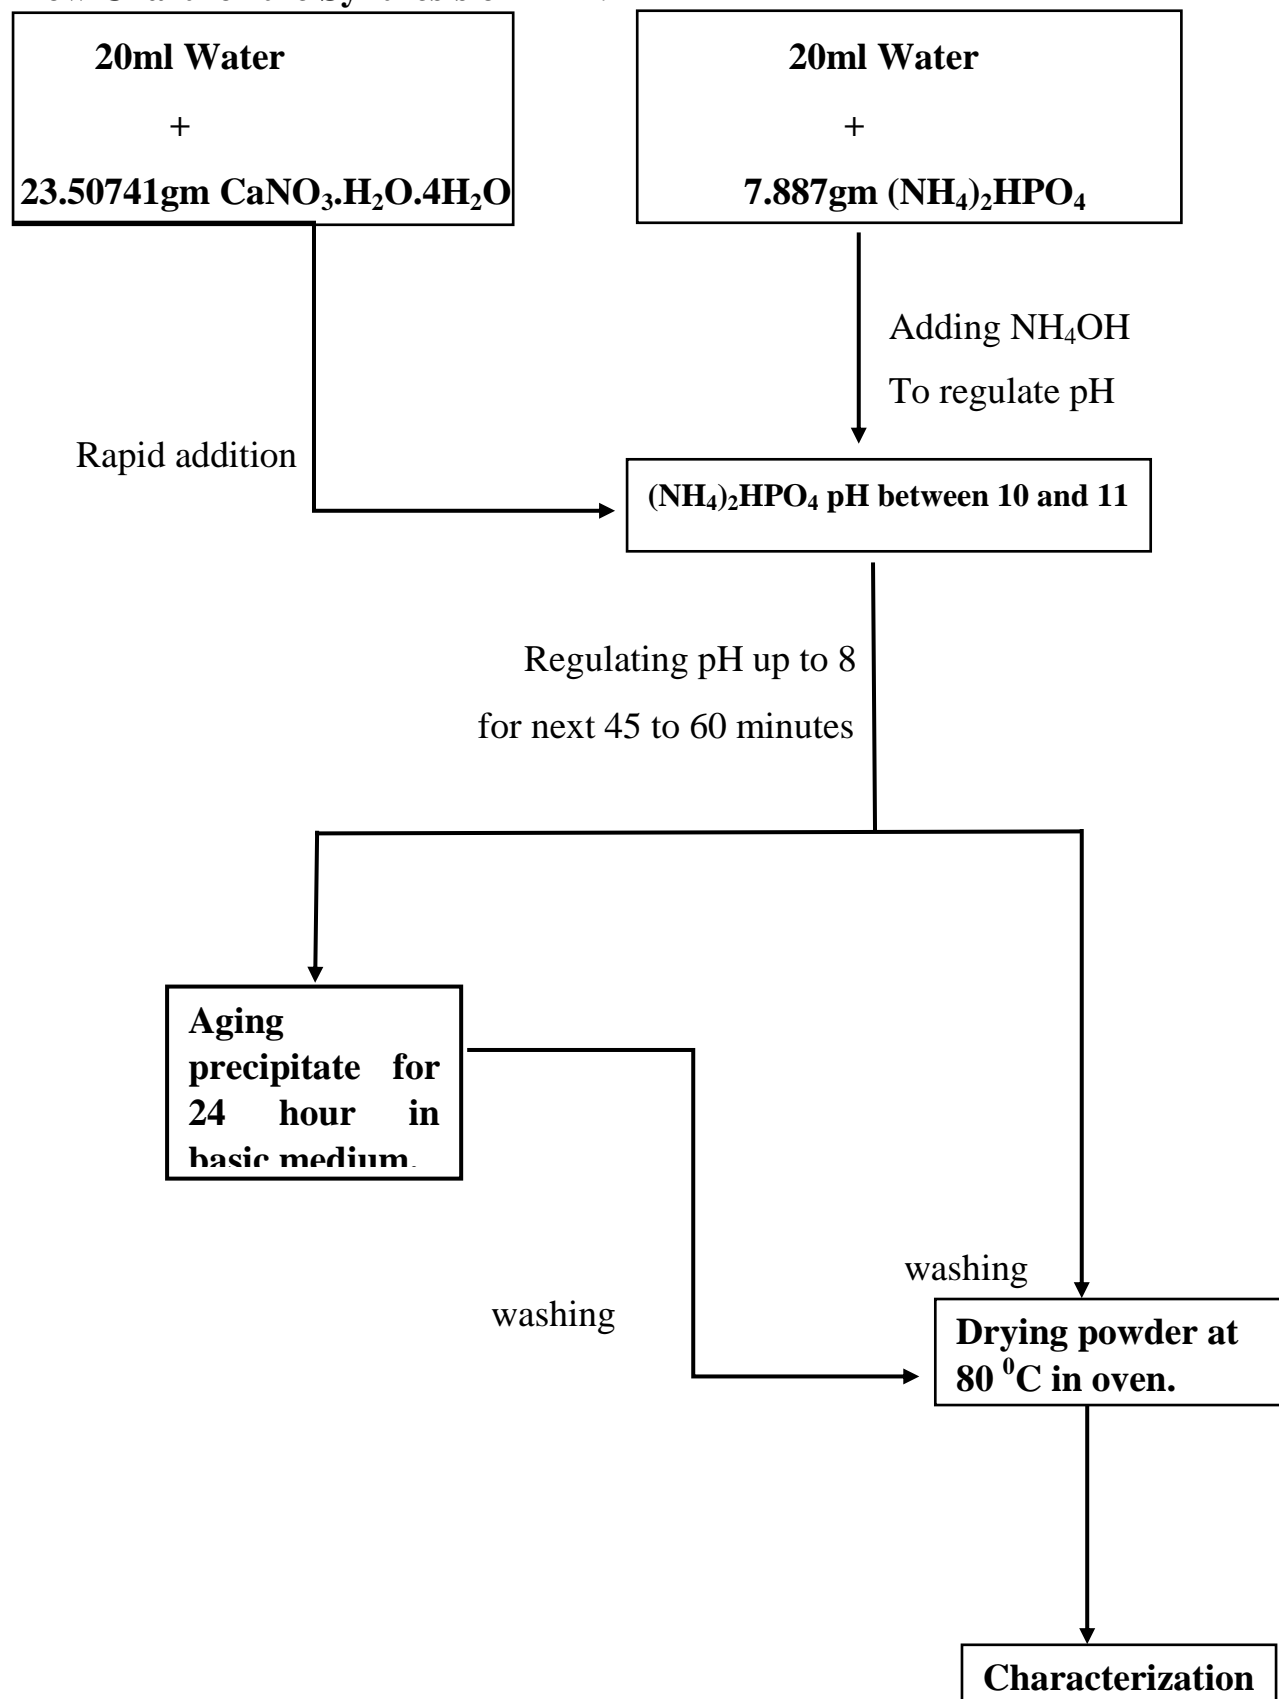 20ml Water
+
23.50741gm CaNO₃.H₂O.4H₂O
20ml Water
+
7.887gm (NH₄)₂HPO₄
Adding NH₄OH
To regulate pH
Rapid addition
(NH₄)₂HPO₄ pH between 10 and 11
Regulating pH up to 8
for next 45 to 60 minutes
Aging
precipitate for
24 hour in
basic medium.
washing
washing
Drying powder at
80 ⁰C in oven.
Characterization